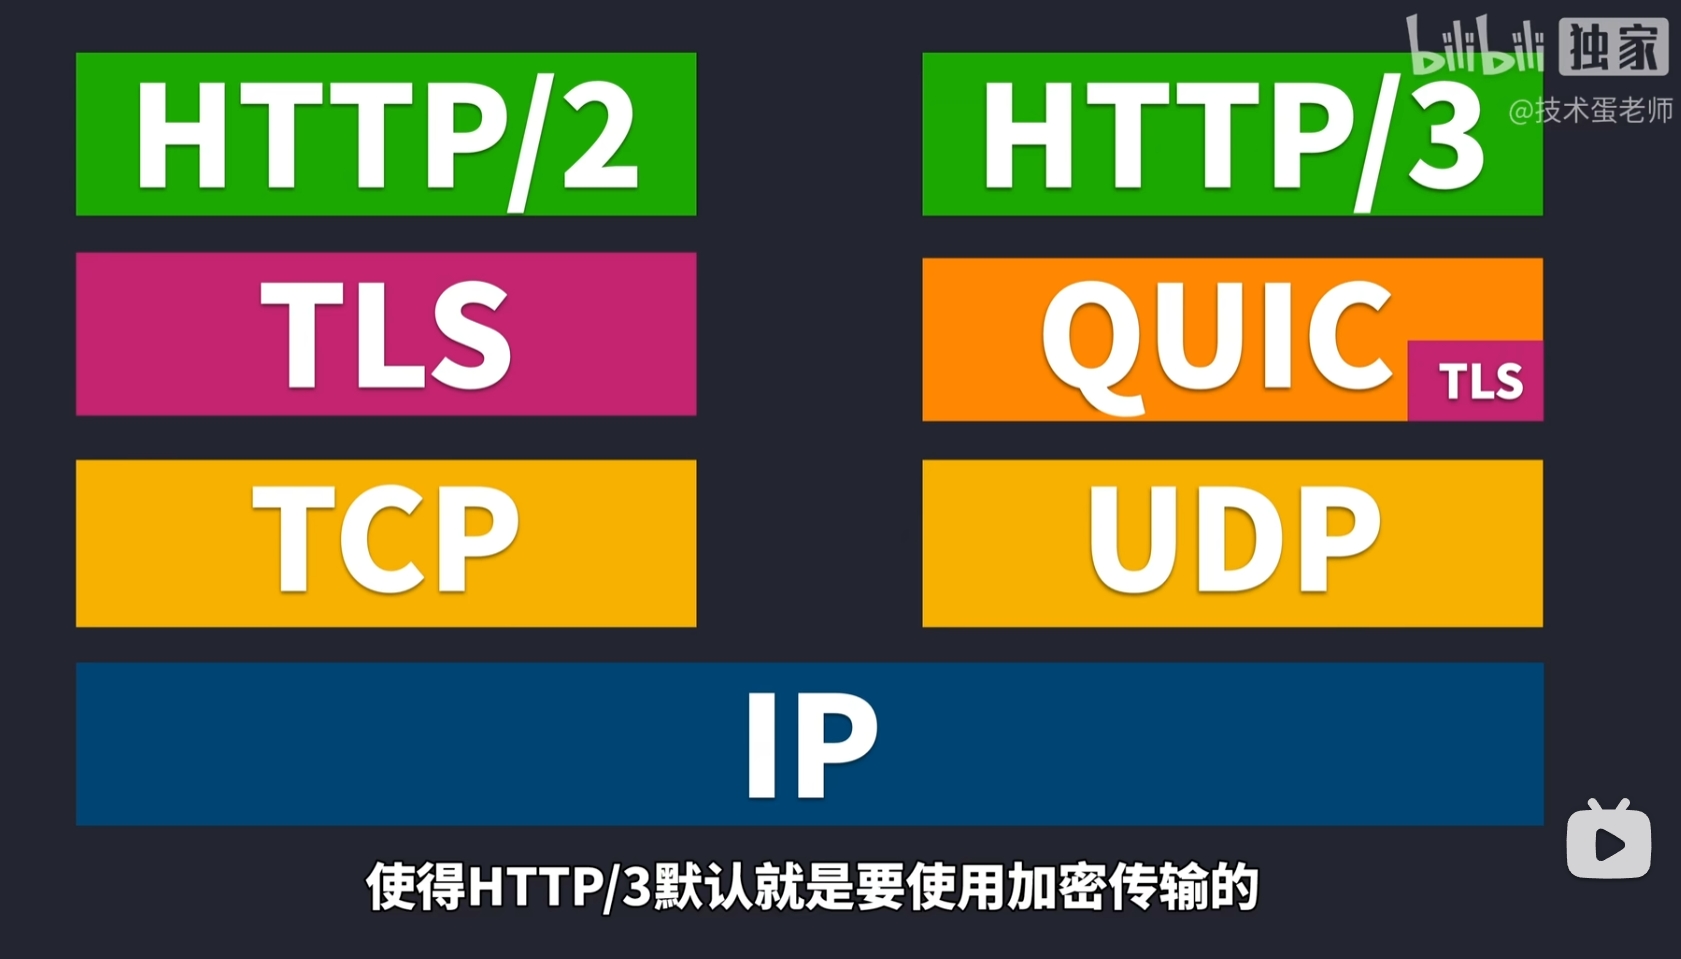 bilibili 独家
@技术蛋老师
HTTP/2
HTTP/3
TLS
QUIC
TLS
TCP
UDP
IP
使得HTTP/3默认就是要使用加密传输的